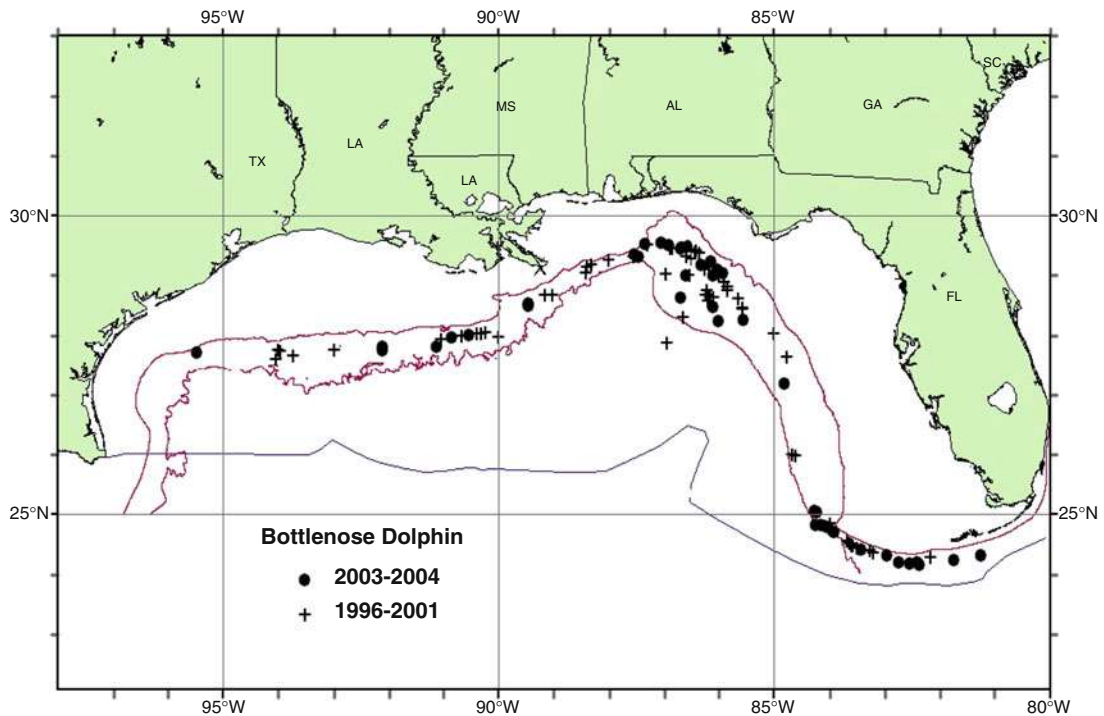 95°W 90°W 85°W
SC
MS AL GA
LA
TX
LA
30°N 30°N
FL
25°N 25°N
Bottlenose Dolphin
2003-2004
1996-2001
95°W 90°W 85°W 80°W